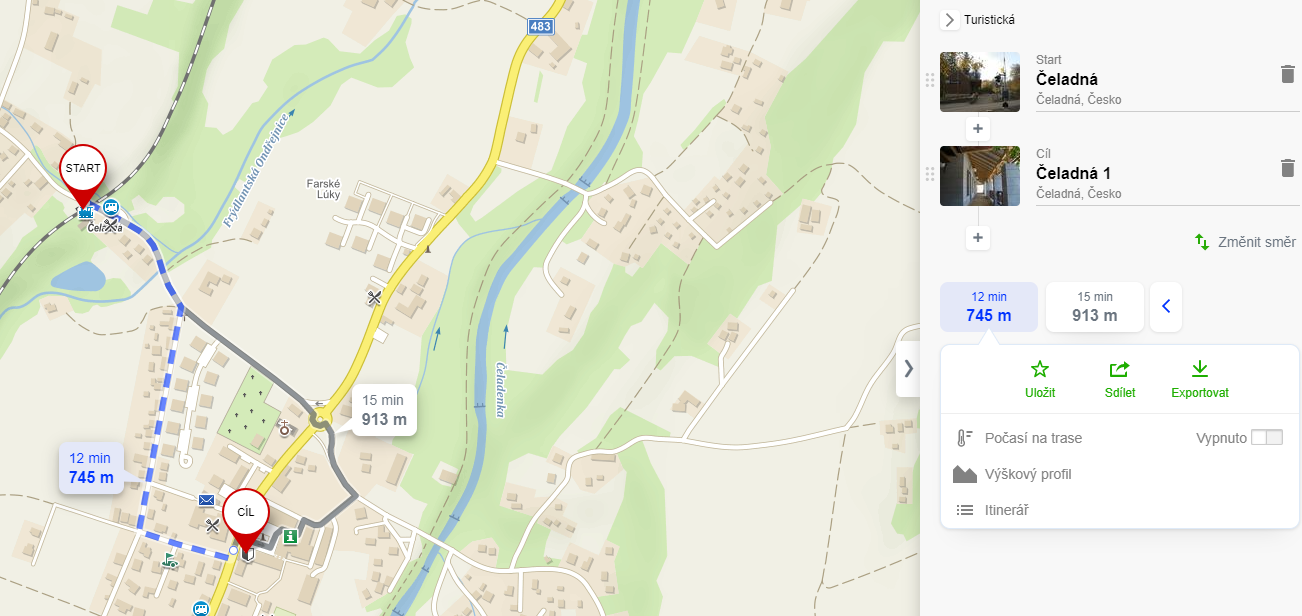 483
START
Čeladná
Frýdlantská Ondřejnice
Farské
Lúky
Čeladenka
15 min
913 m
12 min
745 m
CÍL
Turistická
Start
Čeladná
Čeladná, Česko
Cíl
Čeladná 1
Čeladná, Česko
Změnit směr
12 min
745 m
15 min
913 m
Uložit
Sdílet
Exportovat
Počasí na trase
Vypnuto
Výškový profil
Itinerář